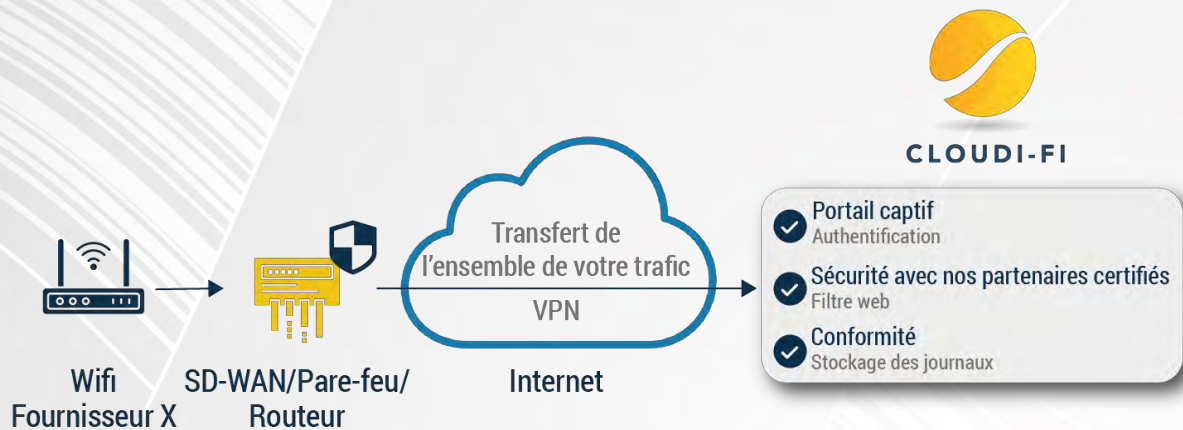 CLOUDI-FI
Portail captif
Authentification
Sécurité avec nos partenaires certifiés
Filtre web
Conformité
Stockage des journaux
Transfert de
l'ensemble de votre trafic
VPN
Wifi
Fournisseur X
SD-WAN/Pare-feu/
Routeur
Internet